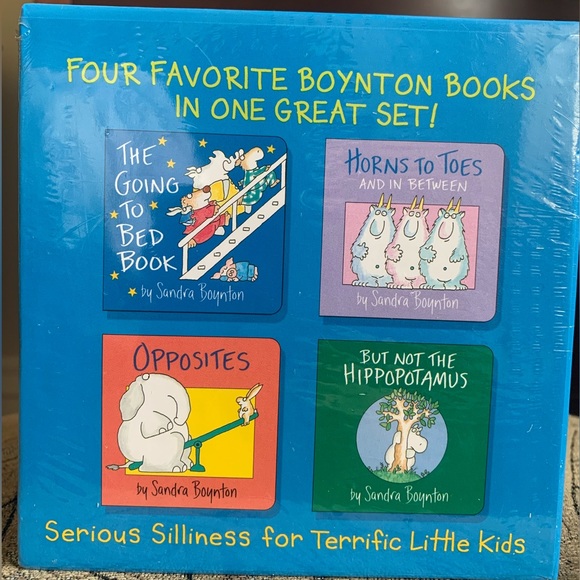 FOUR FAVORITE BOYNTON BOOKS
IN ONE GREAT SET!
THE
GOING
TO
BED
BOOK
by Sandra Boynton
HORNS TO TOES
AND IN BETWEEN
by Sandra Boynton
OPPOSITES
by Sandra Boynton
BUT NOT THE
HIPPOPOTAMUS
by Sandra Boynton
Serious Silliness for Terrific Little Kids